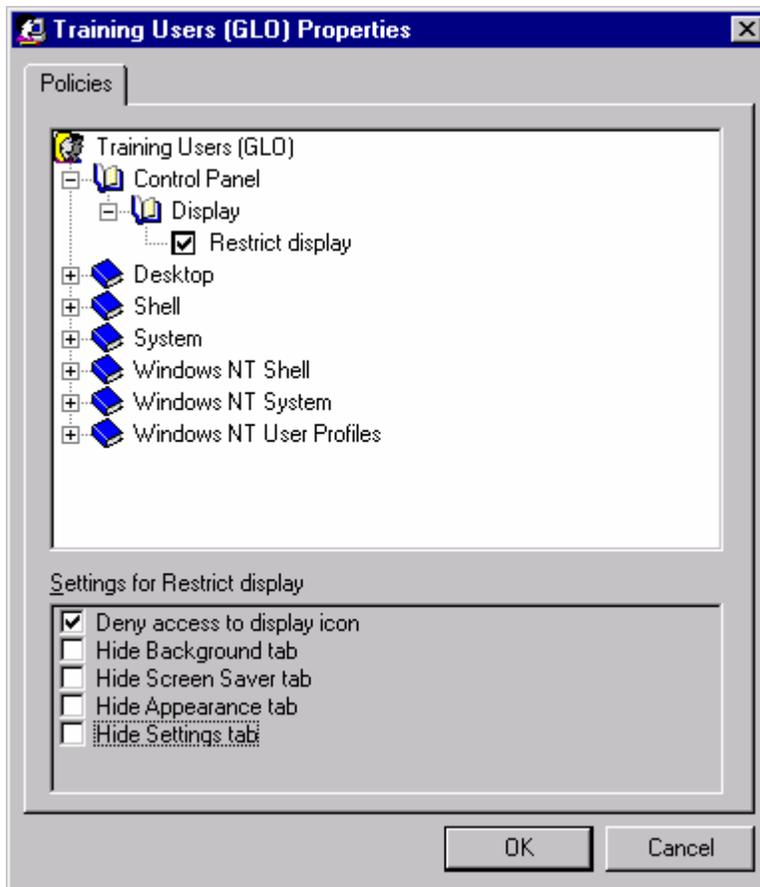 Training Users (GLO) Properties
Policies
Training Users (GLO)
Control Panel
Display
Restrict display
Desktop
Shell
System
Windows NT Shell
Windows NT System
Windows NT User Profiles
Settings for Restrict display
Deny access to display icon
Hide Background tab
Hide Screen Saver tab
Hide Appearance tab
Hide Settings tab
OK
Cancel